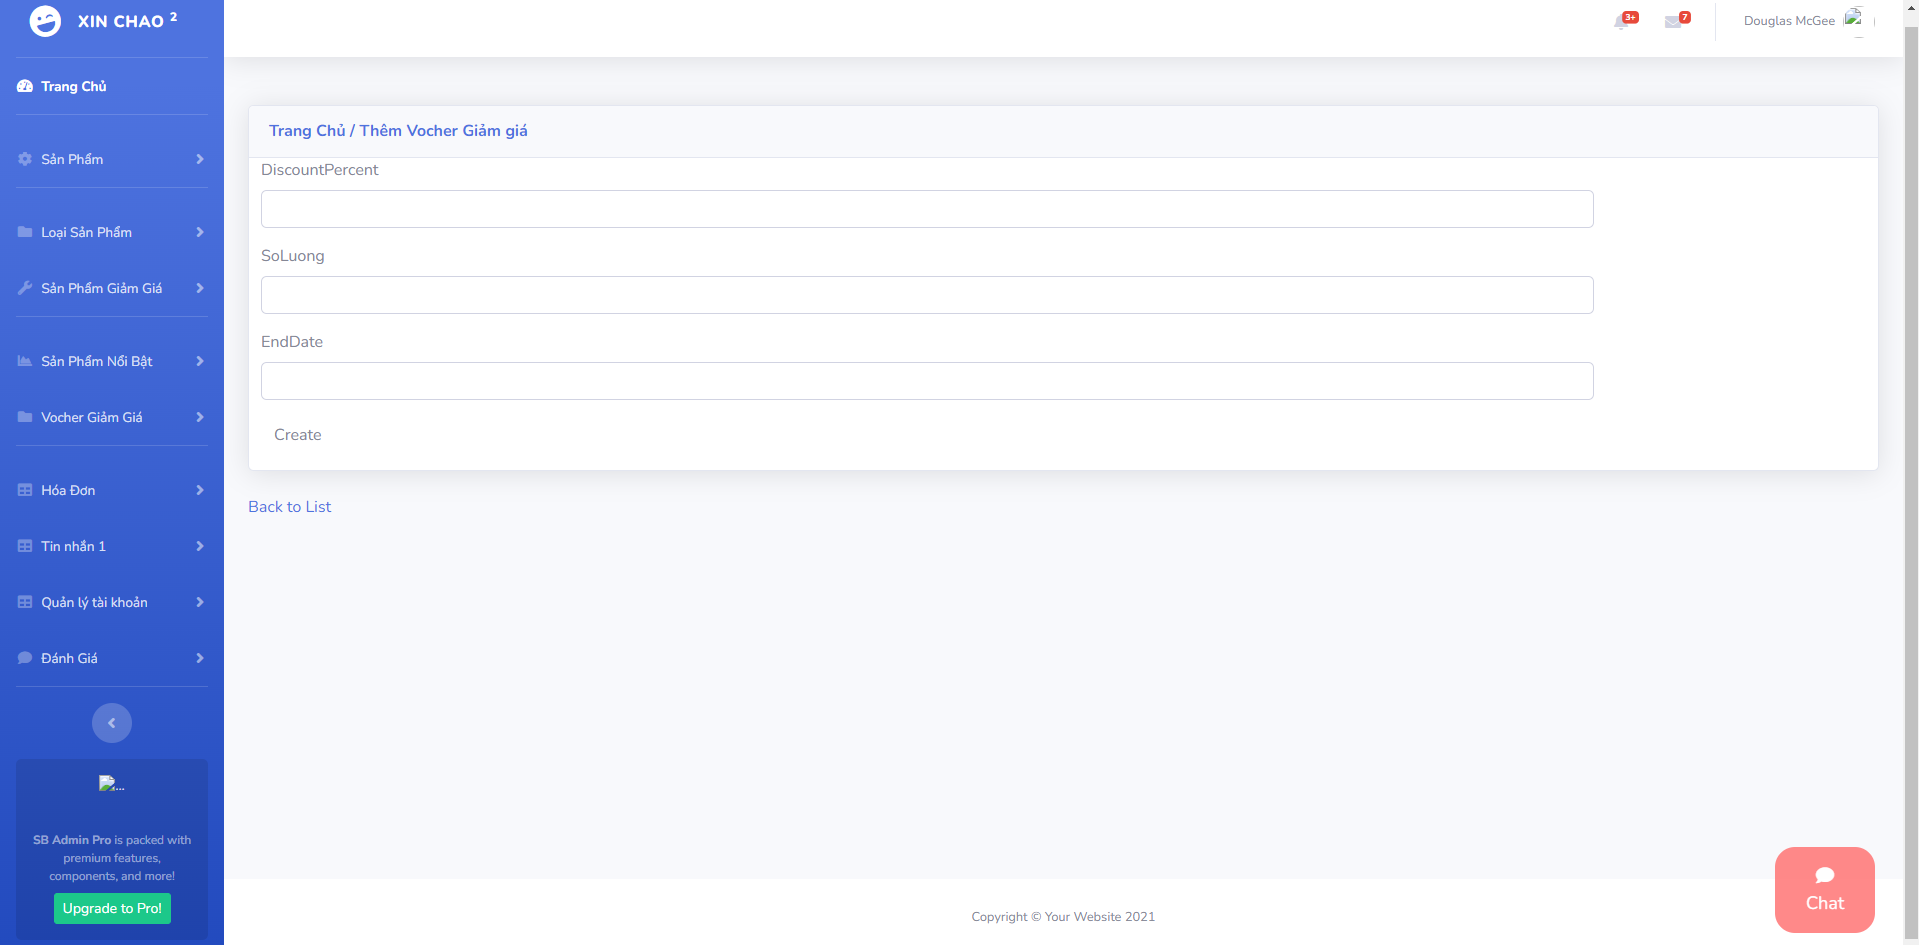 XIN CHAO 2
Trang Chủ
Sản Phẩm
Loại Sản Phẩm
Sản Phẩm Giảm Giá
Sản Phẩm Nổi Bật
Vocher Giảm Giá
Hóa Đơn
Tin nhắn 1
Quản lý tài khoản
Đánh Giá
...
SB Admin Pro is packed with
premium features,
components, and more!
Upgrade to Pro!
3+
7
Douglas McGee
Trang Chủ / Thêm Vocher Giảm giá
DiscountPercent
SoLuong
EndDate
Create
Back to List
Copyright © Your Website 2021
Chat